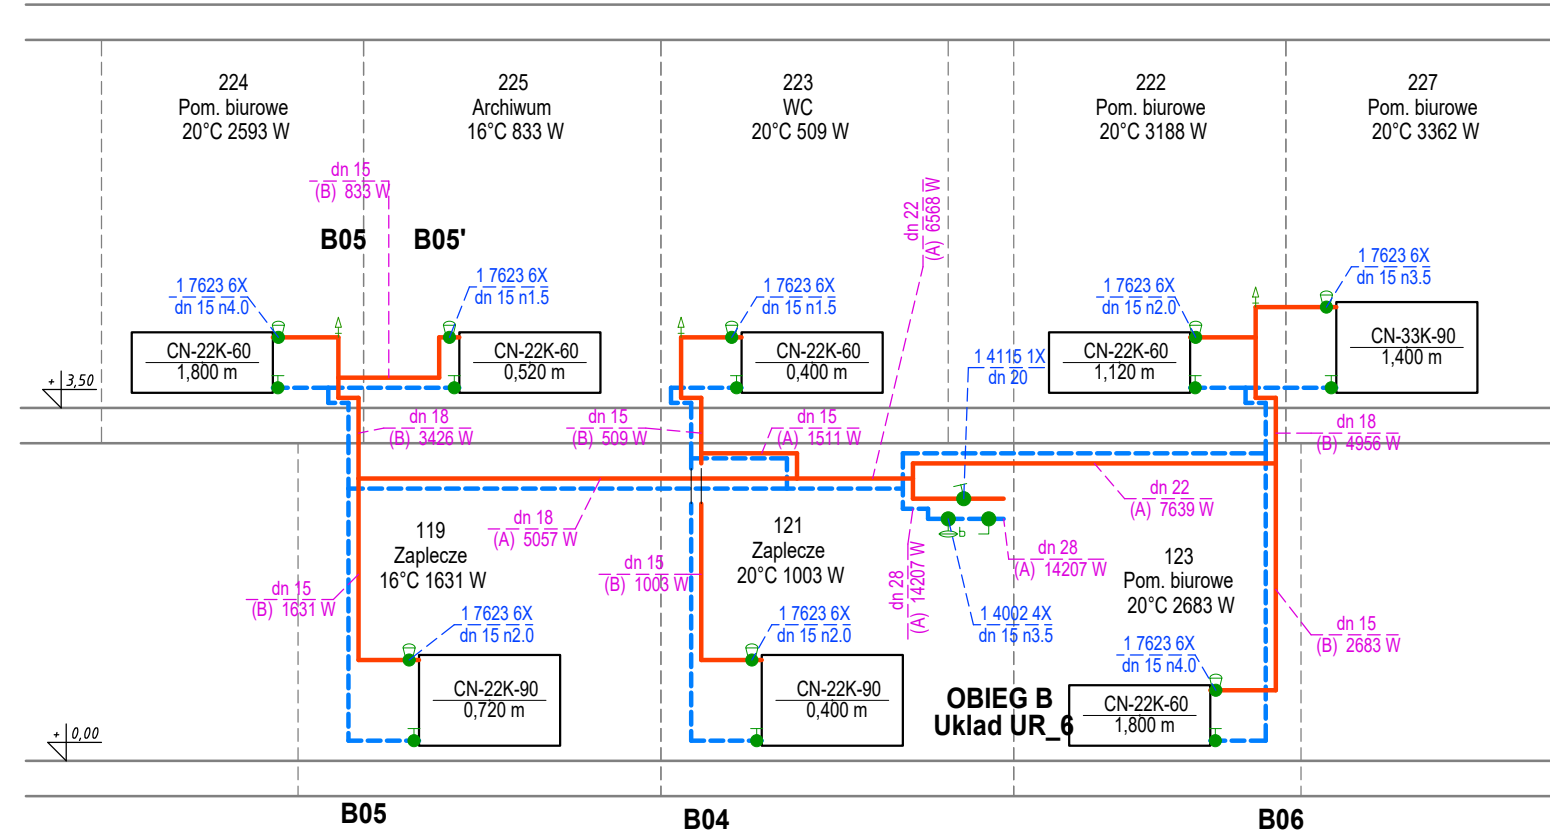 224
Pom. biurowe
20°C 2593 W
225
Archiwum
16°C 833 W
223
WC
20°C 509 W
222
Pom. biurowe
20°C 3188 W
227
Pom. biurowe
20°C 3362 W
dn 15
(B) 833 W
dn 22
(A) 6568 W
B05
B05'
1 7623 6X
dn 15 n4.0
1 7623 6X
dn 15 n1.5
1 7623 6X
dn 15 n1.5
1 7623 6X
dn 15 n2.0
1 7623 6X
dn 15 n3.5
CN-22K-60
1,800 m
CN-22K-60
0,520 m
CN-22K-60
0,400 m
1 4115 1X
dn 20
CN-22K-60
1,120 m
CN-33K-90
1,400 m
+ 3,50
dn 18
(B) 3426 W
dn 15
(B) 509 W
dn 15
(A) 1511 W
dn 18
(B) 4956 W
dn 22
(A) 7639 W
dn 18
(A) 5057 W
119
Zaplecze
16°C 1631 W
121
Zaplecze
20°C 1003 W
123
Pom. biurowe
20°C 2683 W
dn 15
(B) 1631 W
dn 15
(B) 1003 W
dn 28
(A) 14207 W
dn 28
(A) 14207 W
b
1 7623 6X
dn 15 n2.0
1 7623 6X
dn 15 n2.0
1 4002 4X
dn 15 n3.5
1 7623 6X
dn 15 n4.0
dn 15
(B) 2683 W
CN-22K-90
0,720 m
CN-22K-90
0,400 m
OBIEG B
Uklad UR_6
CN-22K-60
1,800 m
+ 0,00
B05
B04
B06